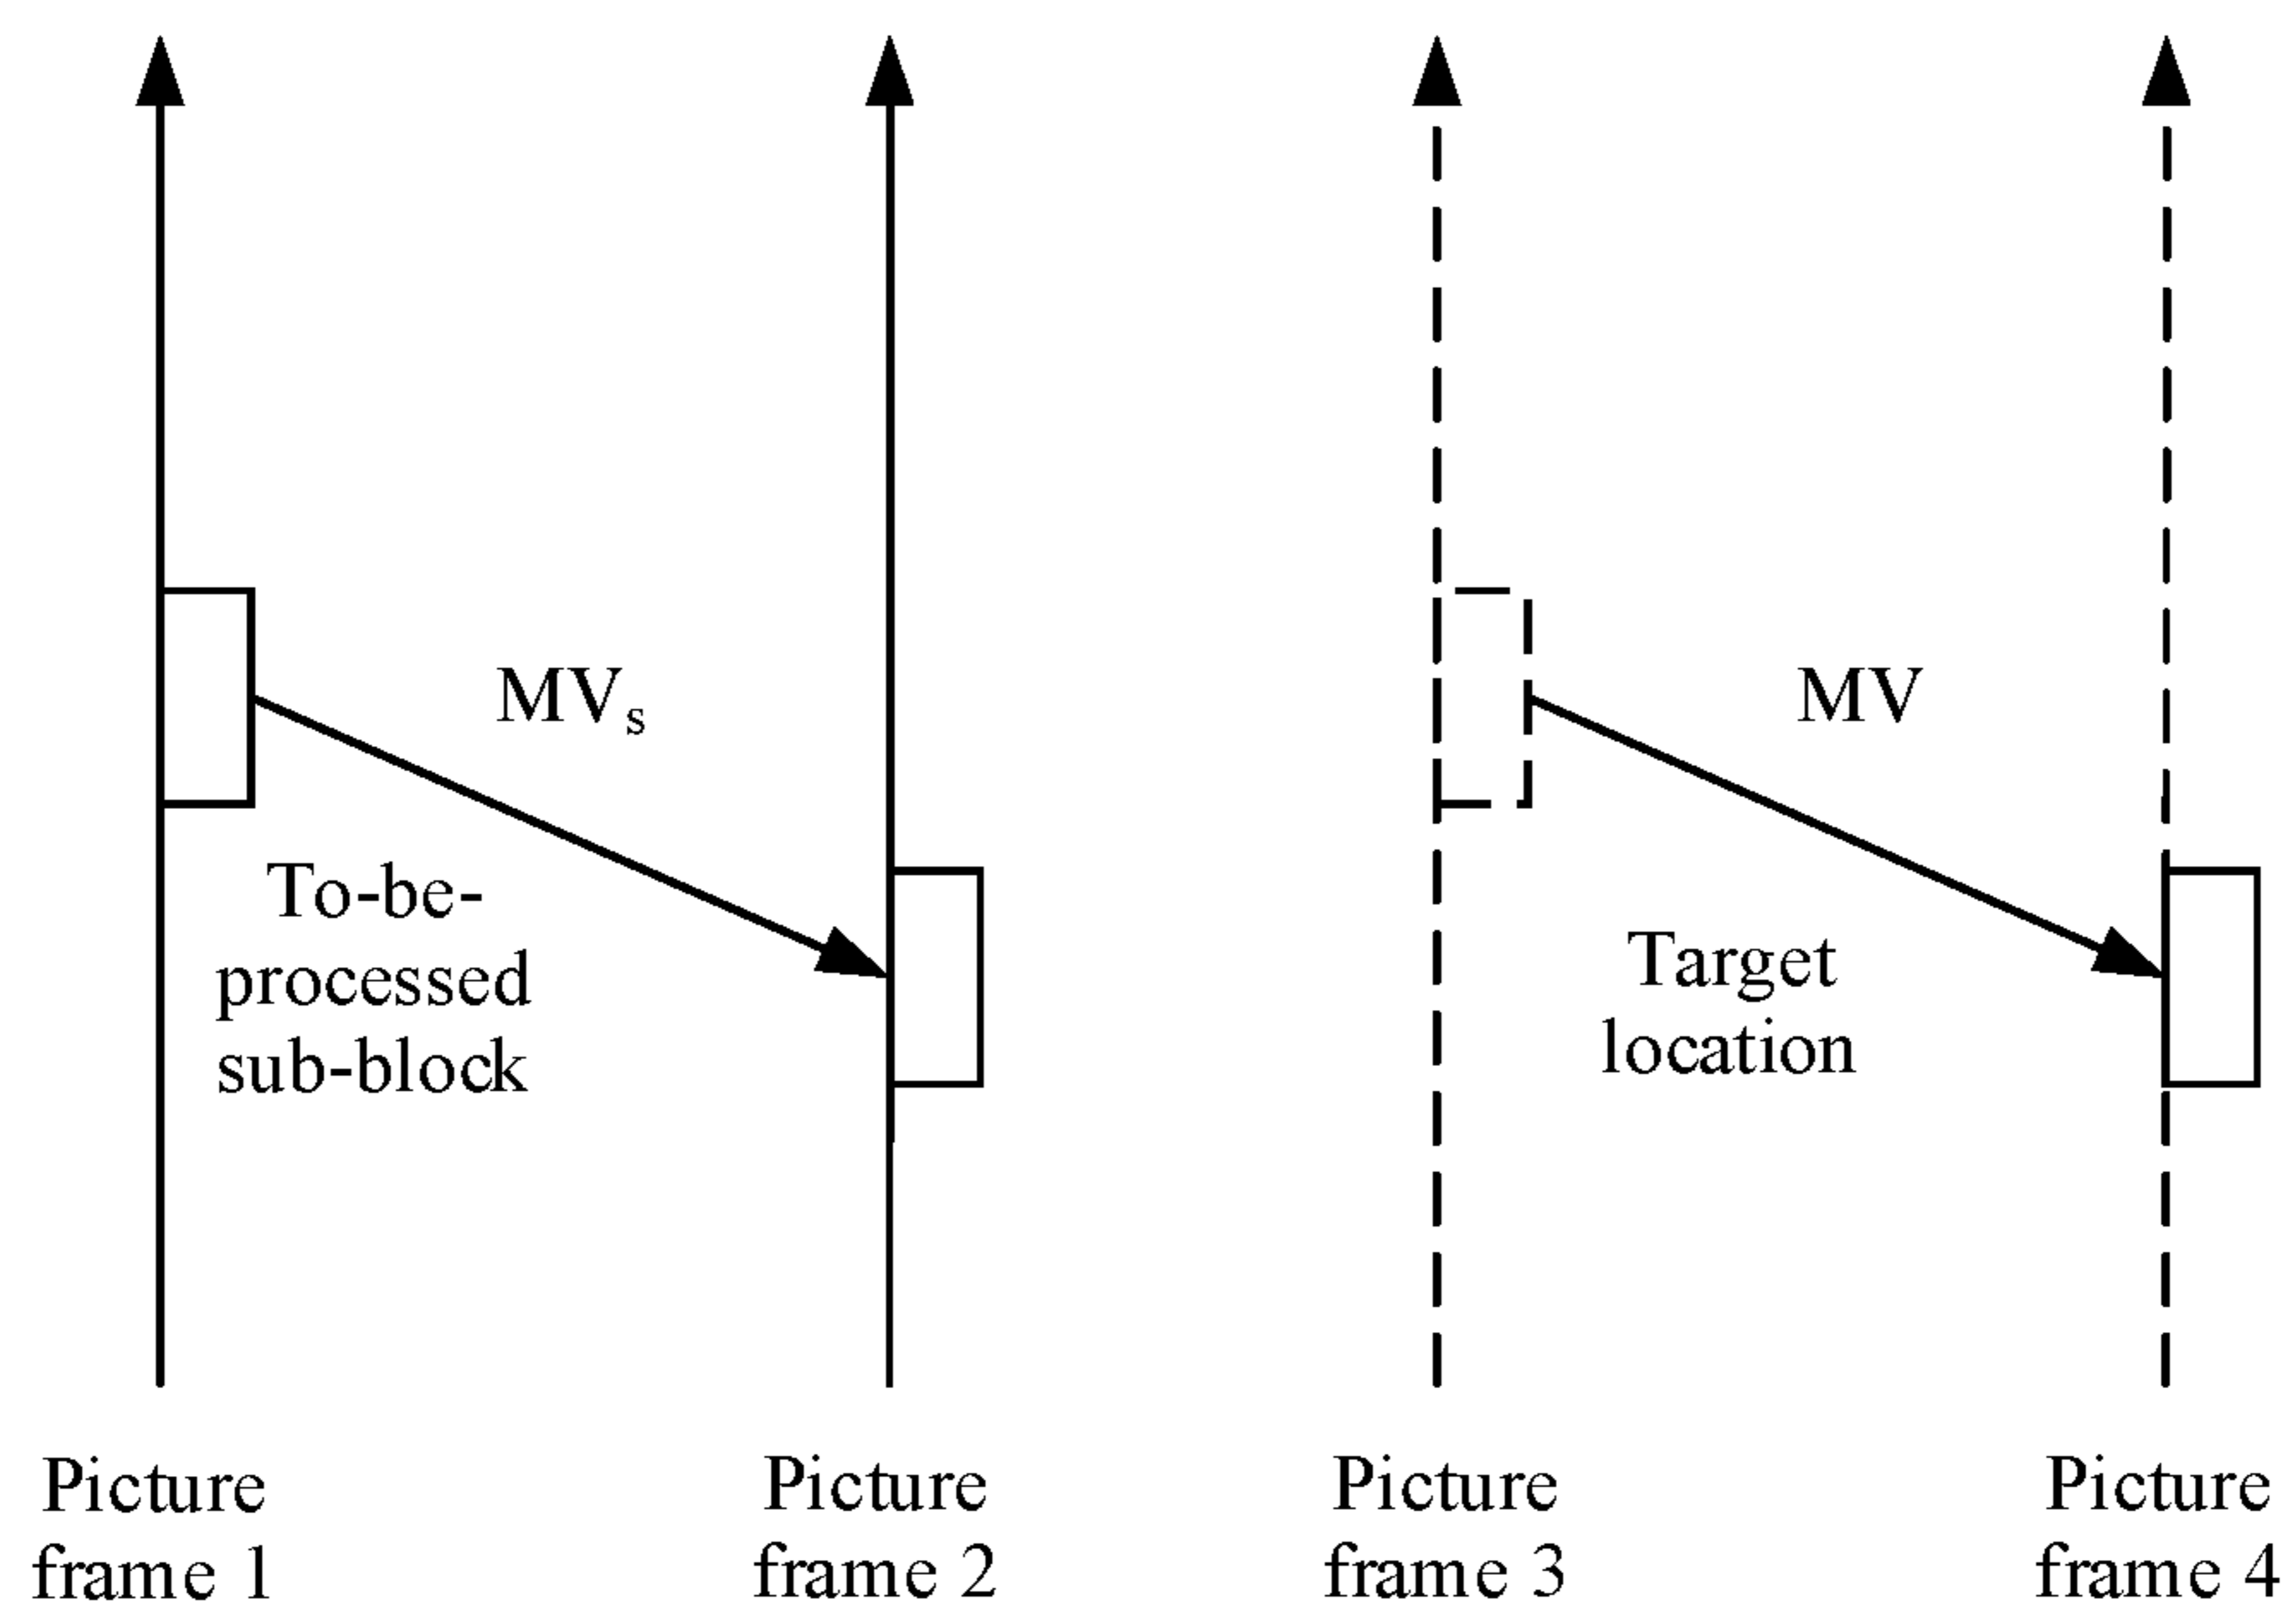 MVs
MV
To-be-
processed
sub-block
Target
location
Picture
frame 1
Picture
frame 2
Picture
frame 3
Picture
frame 4